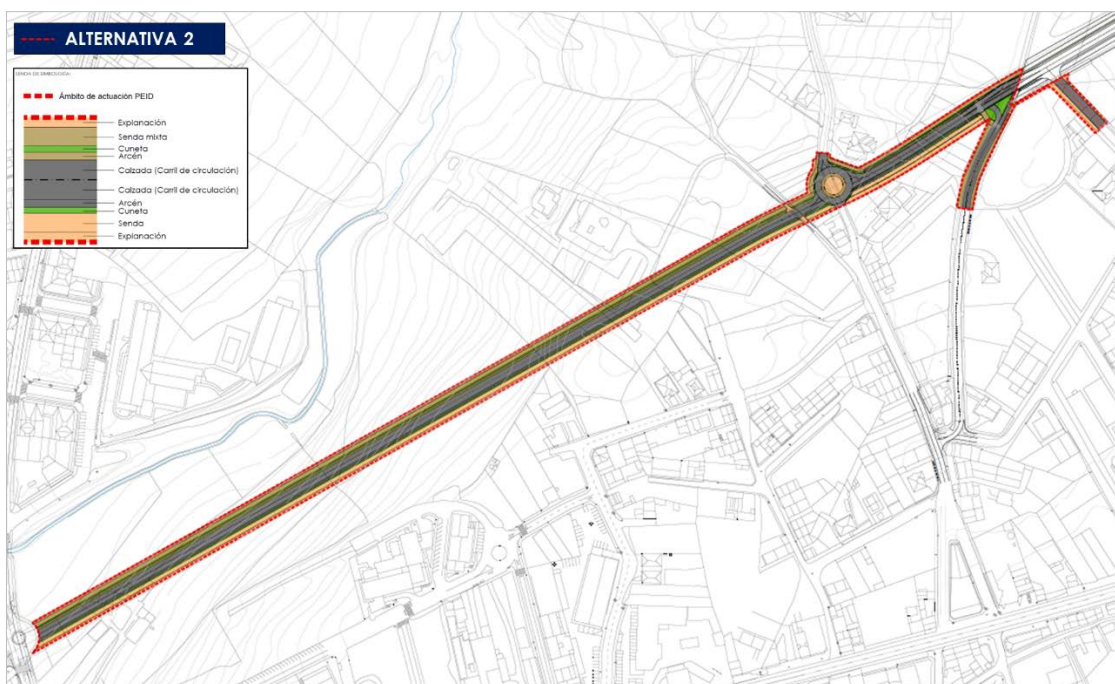 ALTERNATIVA 2
Ámbito de actuación PEID
Explanación
Senda mixta
Cuneta
Arcén
Calzada (Carril de circulación)
Calzada (Carril de circulación)
Arcén
Cuneta
Senda
Explanación